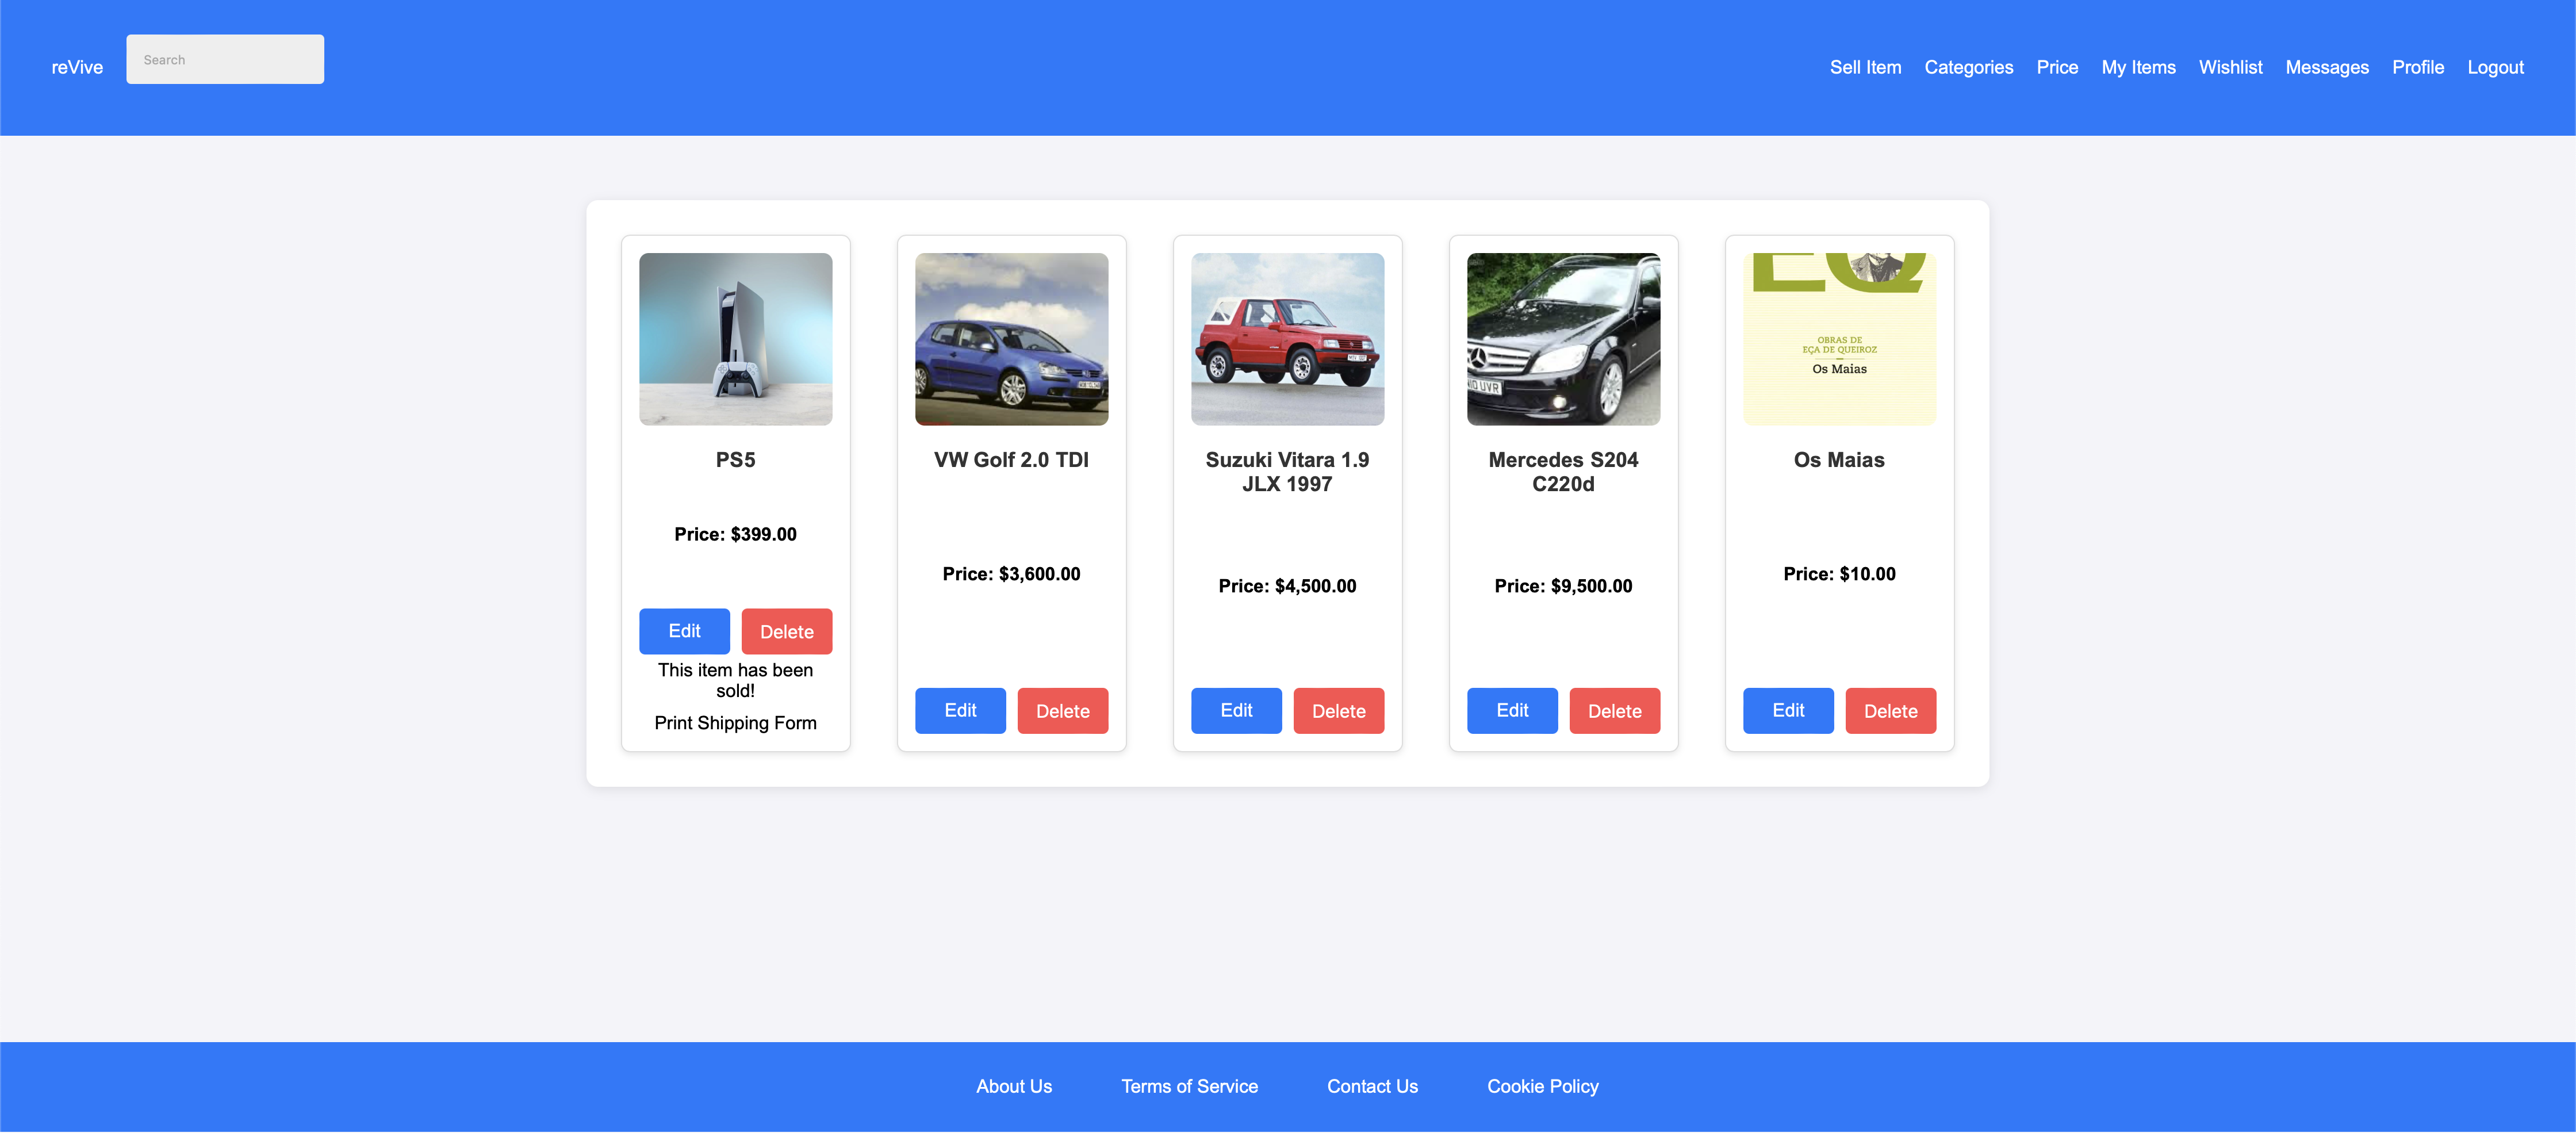 reVive
Search
Sell Item
Categories
Price
My Items
Wishlist
Messages
Profile
Logout
OBRAS DE
EÇA DE QUEIROZ
Os Maias
PS5
Price: $399.00
Edit
Delete
This item has been
sold!
Print Shipping Form
VW Golf 2.0 TDI
Price: $3,600.00
Edit
Delete
Suzuki Vitara 1.9
JLX 1997
Price: $4,500.00
Edit
Delete
Mercedes S204
C220d
Price: $9,500.00
Edit
Delete
Os Maias
Price: $10.00
Edit
Delete
About Us
Terms of Service
Contact Us
Cookie Policy